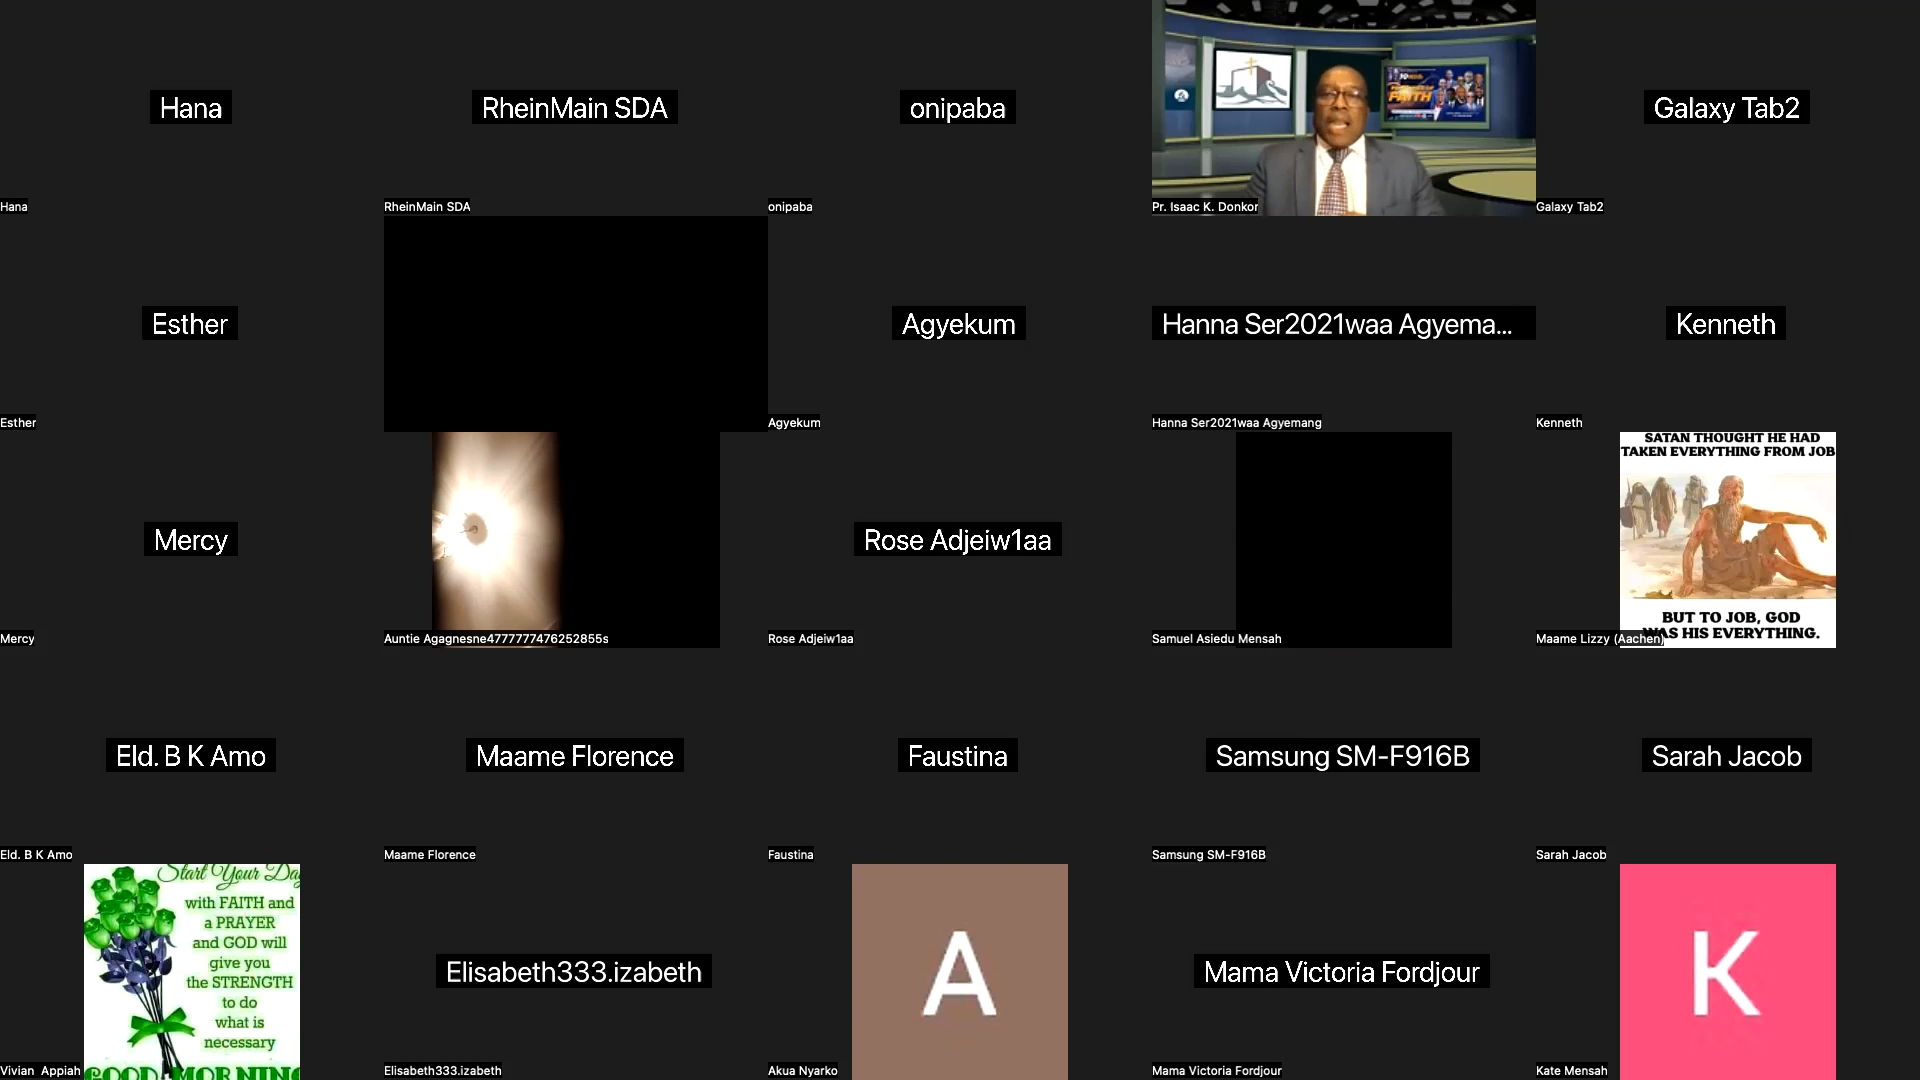 Hana
RheinMain SDA
onipaba
Galaxy Tab2
FAITH
Hana
RheinMain SDA
onipaba
Pr. Isaac K. Donkor
Galaxy Tab2
Esther
Agyekum
Hanna Ser2021waa Agyema...
Kenneth
Esther
Agyekum
Hanna Ser2021waa Agyemang
Kenneth
Mercy
Rose Adjeiw1aa
SATAN THOUGHT HE HAD
TAKEN EVERYTHING FROM JOB
BUT TO JOB, GOD
WAS HIS EVERYTHING.
Mercy
Auntie Agagnesne4777777476252855s
Rose Adjeiw1aa
Samuel Asiedu Mensah
Maame Lizzy (Aachen)
Eld. B K Amo
Maame Florence
Faustina
Samsung SM-F916B
Sarah Jacob
Eld. B K Amo
Maame Florence
Faustina
Samsung SM-F916B
Sarah Jacob
Start Your Day
with FAITH and
a PRAYER
and GOD will
give you
the STRENGTH
to do
what is
necessary
GOOD MORNING
Elisabeth333.izabeth
A
Mama Victoria Fordjour
K
Vivian Appiah
Elisabeth333.izabeth
Akua Nyarko
Mama Victoria Fordjour
Kate Mensah